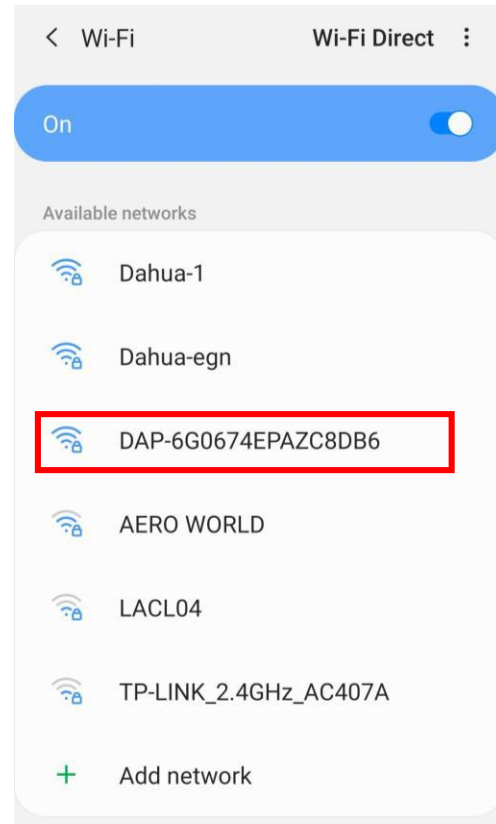 Wi-Fi Wi-Fi Direct
On
Available networks
Dahua-1
Dahua-egn
DAP-6G0674EPAZC8DB6
AERO WORLD
LACL04
TP-LINK_2.4GHz_AC407A
Add network